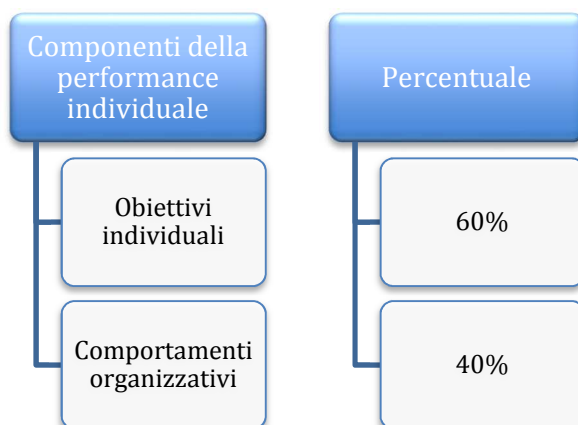 Componenti della
performance
individuale
Percentuale
Obiettivi
individuali
60%
Comportamenti
organizzativi
40%